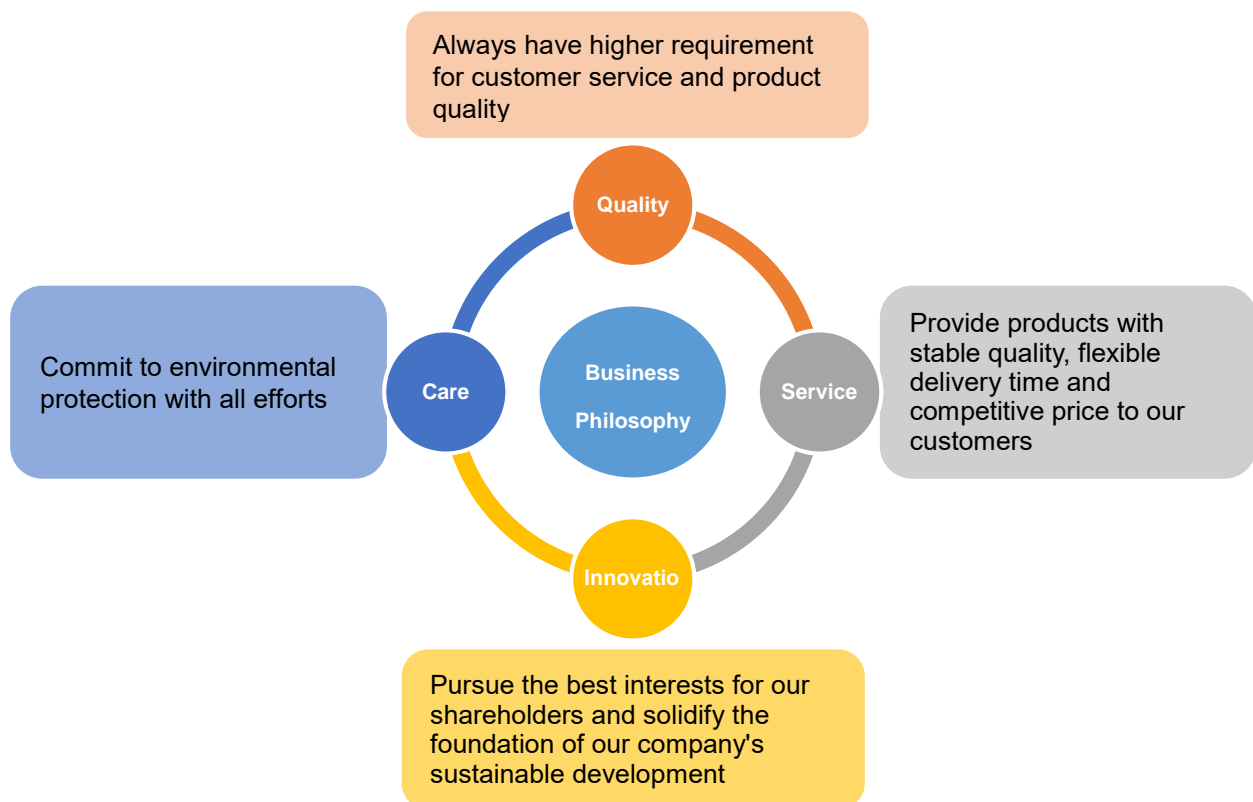 Always have higher requirement
for customer service and product
quality
Quality
Commit to environmental
protection with all efforts
Care
Business
Philosophy
Service
Provide products with
stable quality, flexible
delivery time and
competitive price to our
customers
Innovatio
Pursue the best interests for our
shareholders and solidify the
foundation of our company's
sustainable development